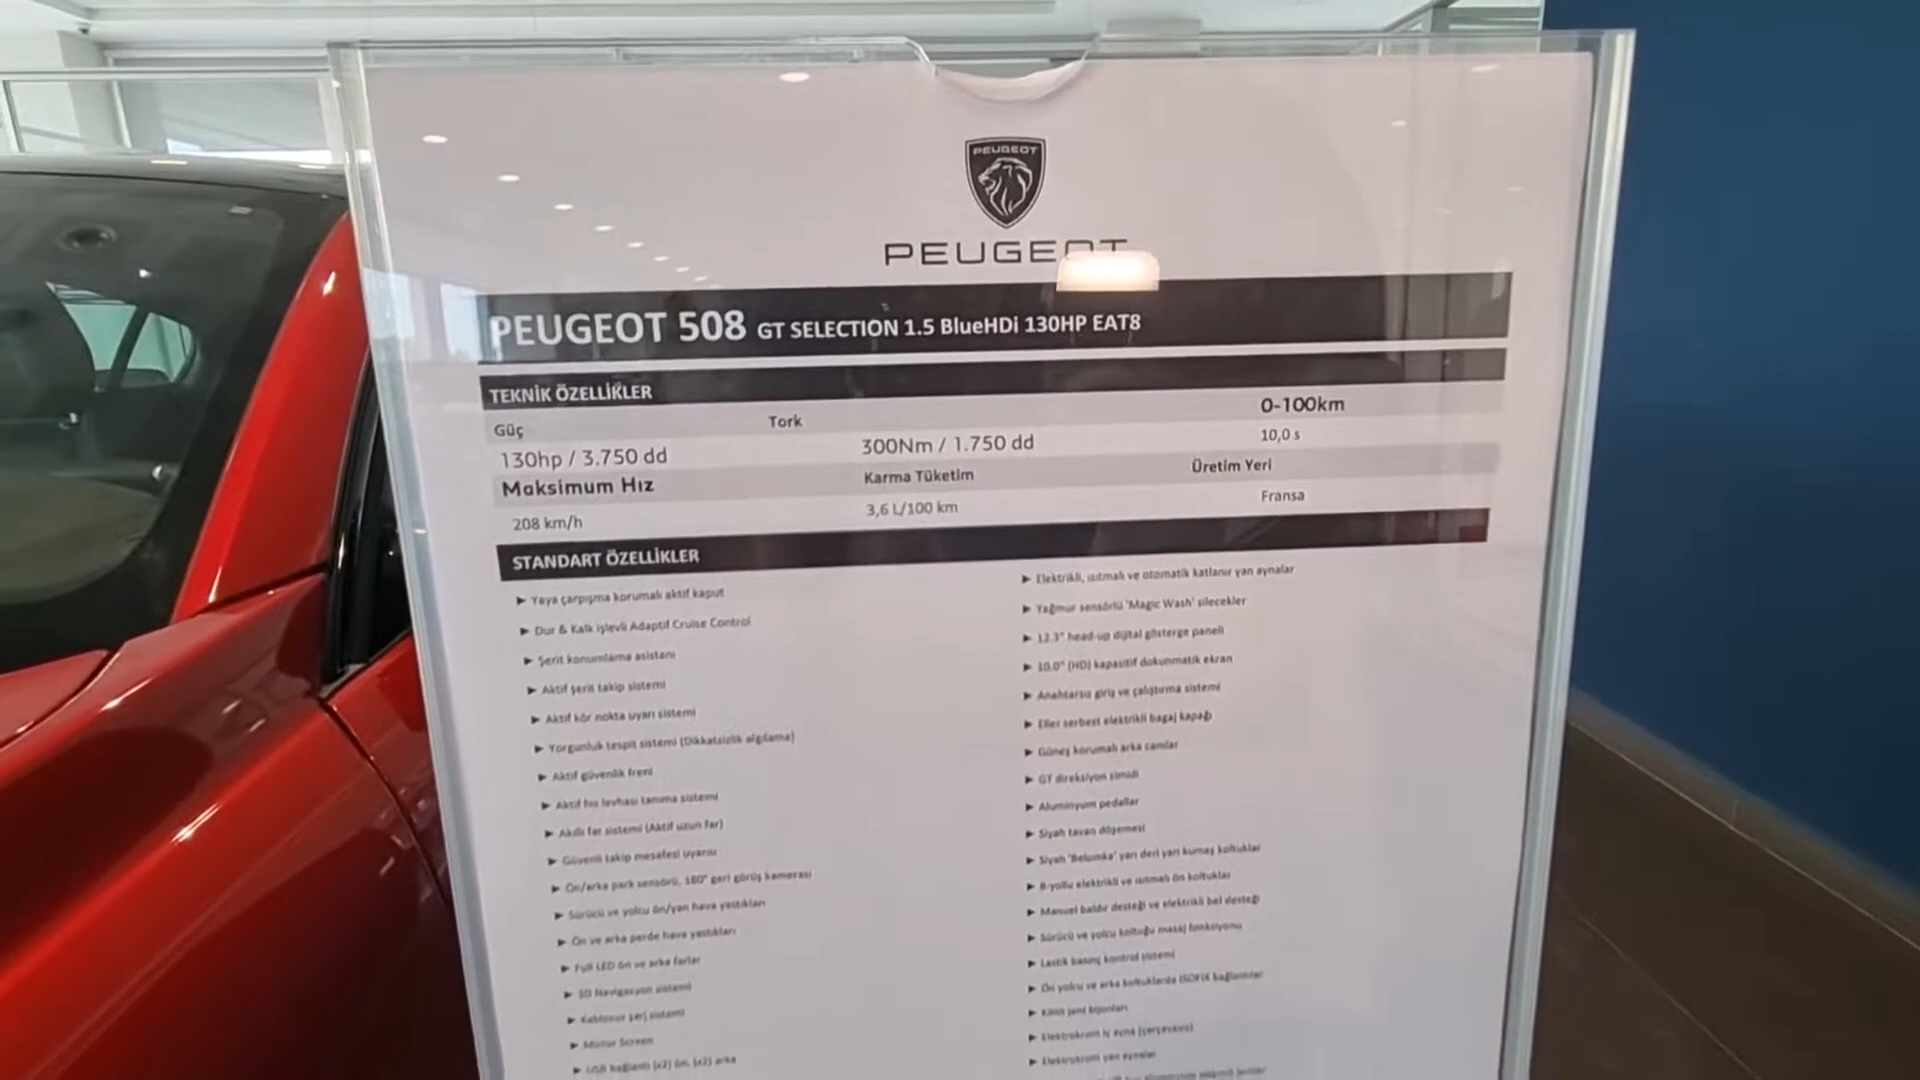 PEUGEOT
PEUGEOT
PEUGEOT 508 GT SELECTION 1.5 BlueHDi 130HP EAT8
TEKNİK ÖZELLİKLER
Güç Tork 0-100km
130hp / 3.750 dd 300Nm / 1.750 dd 10,0 s
Maksimum Hız Karma Tüketim Üretim Yeri
208 km/h 3,6 L/100 km Fransa
STANDART ÖZELLİKLER
► Yaya çarpışma korumalı aktif kaput
► Dur & Kalk işlevli Adaptif Cruise Control
► Şerit konumlama asistanı
► Aktif şerit takip sistemi
► Aktif kör nokta uyarı sistemi
► Yorgunluk tespit sistemi (Dikkatsizlik algılama)
► Aktif güvenlik freni
► Aktif hız levhası tanıma sistemi
► Akıllı far sistemi (Aktif uzun far)
► Güvenli takip mesafesi uyarısı
► Ön/arka park sensörü, 180° geri görüş kamerası
► Sürücü ve yolcu ön/yan hava yastıkları
► Ön ve arka perde hava yastıkları
► Full LED ön ve arka farlar
► 3D Navigasyon sistemi
► Kablosuz şarj sistemi
► Mirror Screen
► USB bağlantı (x2) ön, (x2) arka
► Elektrikli, ısıtmalı ve otomatik katlanır yan aynalar
► Yağmur sensörlü 'Magic Wash' silecekler
► 12.3" head-up dijital gösterge paneli
► 10.0" (HD) kapasitif dokunmatik ekran
► Anahtarsız giriş ve çalıştırma sistemi
► Eller serbest elektrikli bagaj kapağı
► Güneş korumalı arka camlar
► GT direksiyon simidi
► Aluminyum pedallar
► Siyah tavan döşemesi
► Siyah 'Belomka' yarı deri yarı kumaş koltuklar
► 8-yollu elektrikli ve ısıtmalı ön koltuklar
► Manuel baldır desteği ve elektrikli bel desteği
► Sürücü ve yolcu koltuğu masaj fonksiyonu
► Lastik basınç kontrol sistemi
► Ön yolcu ve arka koltuklarda ISOFIX bağlantılar
► Kilitli jant bijonları
► Elektrokrom iç ayna (çerçevesiz)
► Elektrokrom yan aynalar